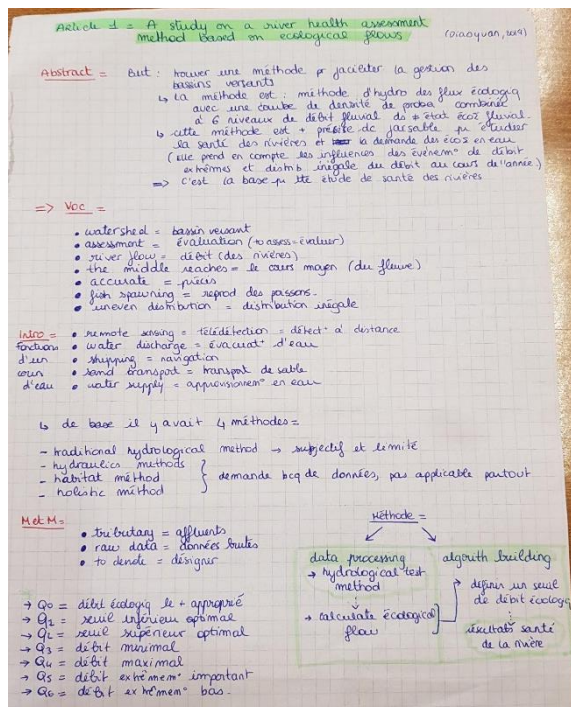 Article 1 = A study on a river health assessment
method based on ecological flows (Qiaoyuan, 2019)
Abstract = But : trouver une méthode pr faciliter la gestion des
bassins versants
↳ La méthode est : méthode d'hydro des flux écologiq
avec une courbe de densité de proba combinée
à 6 niveaux de débit fluvial ds ≠ état écoS fluvial.
↳ cette méthode est + précise dc faisable pr étudier
la santé des rivières et la demande des écoS en eau
(elle prend en compte les influences des événem° de débit
extrêmes et distrib inégale du débit au cours de l'année.)
=> c'est la base pr tte étude de santé des rivières
=> Voc =
• watershed = bassin versant
• assessment = évaluation (to assess = évaluer)
• river flow = débit (des rivières)
• the middle reaches = le cours moyen (du fleuve)
• accurate = précis
• fish spawning = reprod des poissons.
• uneven distribution = distribution inégale
intro = • remote sensing = télédétection = détect° à distance
fonctions • water discharge = évacuat° d'eau
d'un • shipping = navigation
cours • sand transport = transport de sable
d'eau • water supply = approvisionnem° en eau
↳ de base il y avait 4 méthodes =
- traditional hydrological method → subjectif et limité
- hydraulics methods
- habitat méthod } demande bcq de données, pas applicable partout
- holistic méthod
Met M = Méthode =
• tributary = affluents
• raw data = données brutes
• to denote = désigner
data processing
→ hydrological test
method
→ calculate écological
flow
algorith building
→ définir un seuil
de débit écologiq
résultats santé
de la rivière
→ Q0 = débit écologiq le + approprié
→ Q1 = seuil inférieur optimal
→ Q2 = seuil supérieur optimal
→ Q3 = débit minimal
→ Q4 = débit maximal
→ Q5 = débit extrêmem° important
→ Q6 = débit extrêmem° bas.